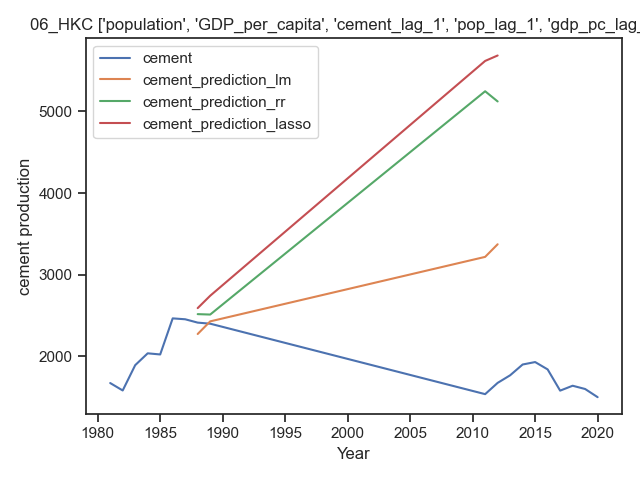 06_HKC ['population', 'GDP_per_capita', 'cement_lag_1', 'pop_lag_1', 'gdp_pc_lag_
cement
cement_prediction_lm
cement_prediction_rr
cement_prediction_lasso
5000
4000
3000
2000
cement production
1980 1985 1990 1995 2000 2005 2010 2015 2020
Year